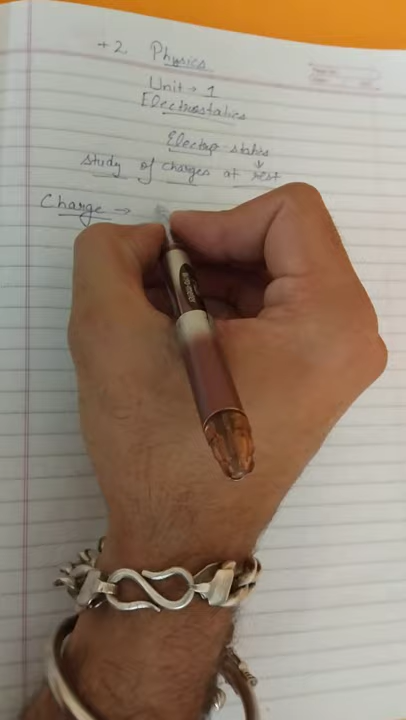 +2 Physics
Unit → 1
Electrostatics
Electro statics
↓
study of charges at rest
Charge →